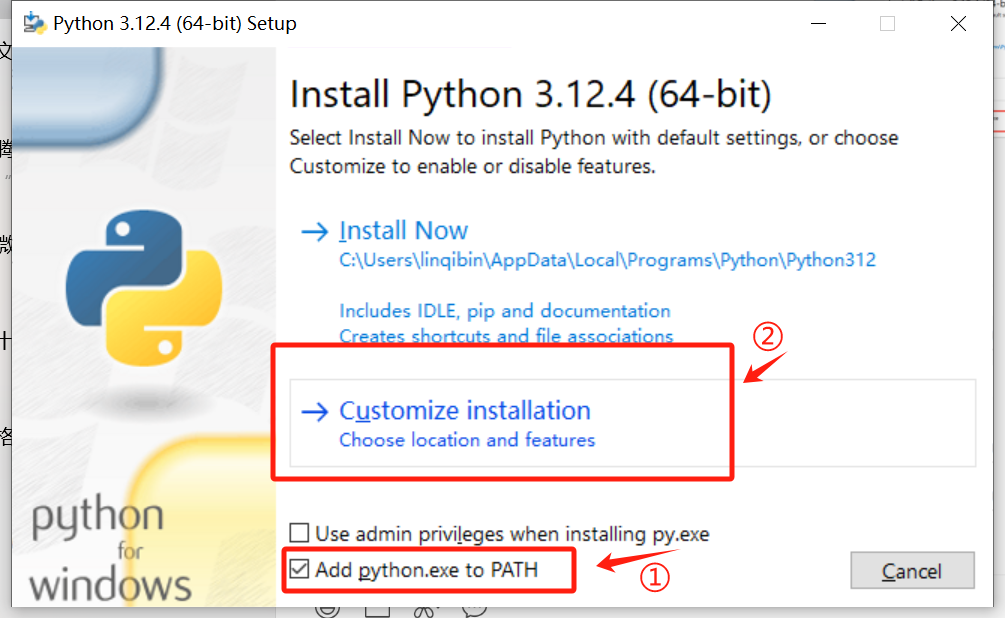 Python 3.12.4 (64-bit) Setup
Install Python 3.12.4 (64-bit)
Select Install Now to install Python with default settings, or choose
Customize to enable or disable features.
Install Now
C:\Users\linqibin\AppData\Local\Programs\Python\Python312
Includes IDLE, pip and documentation
Creates shortcuts and file associations
②
Customize installation
Choose location and features
Use admin privileges when installing py.exe
Add python.exe to PATH
①
Cancel
python
for
windows